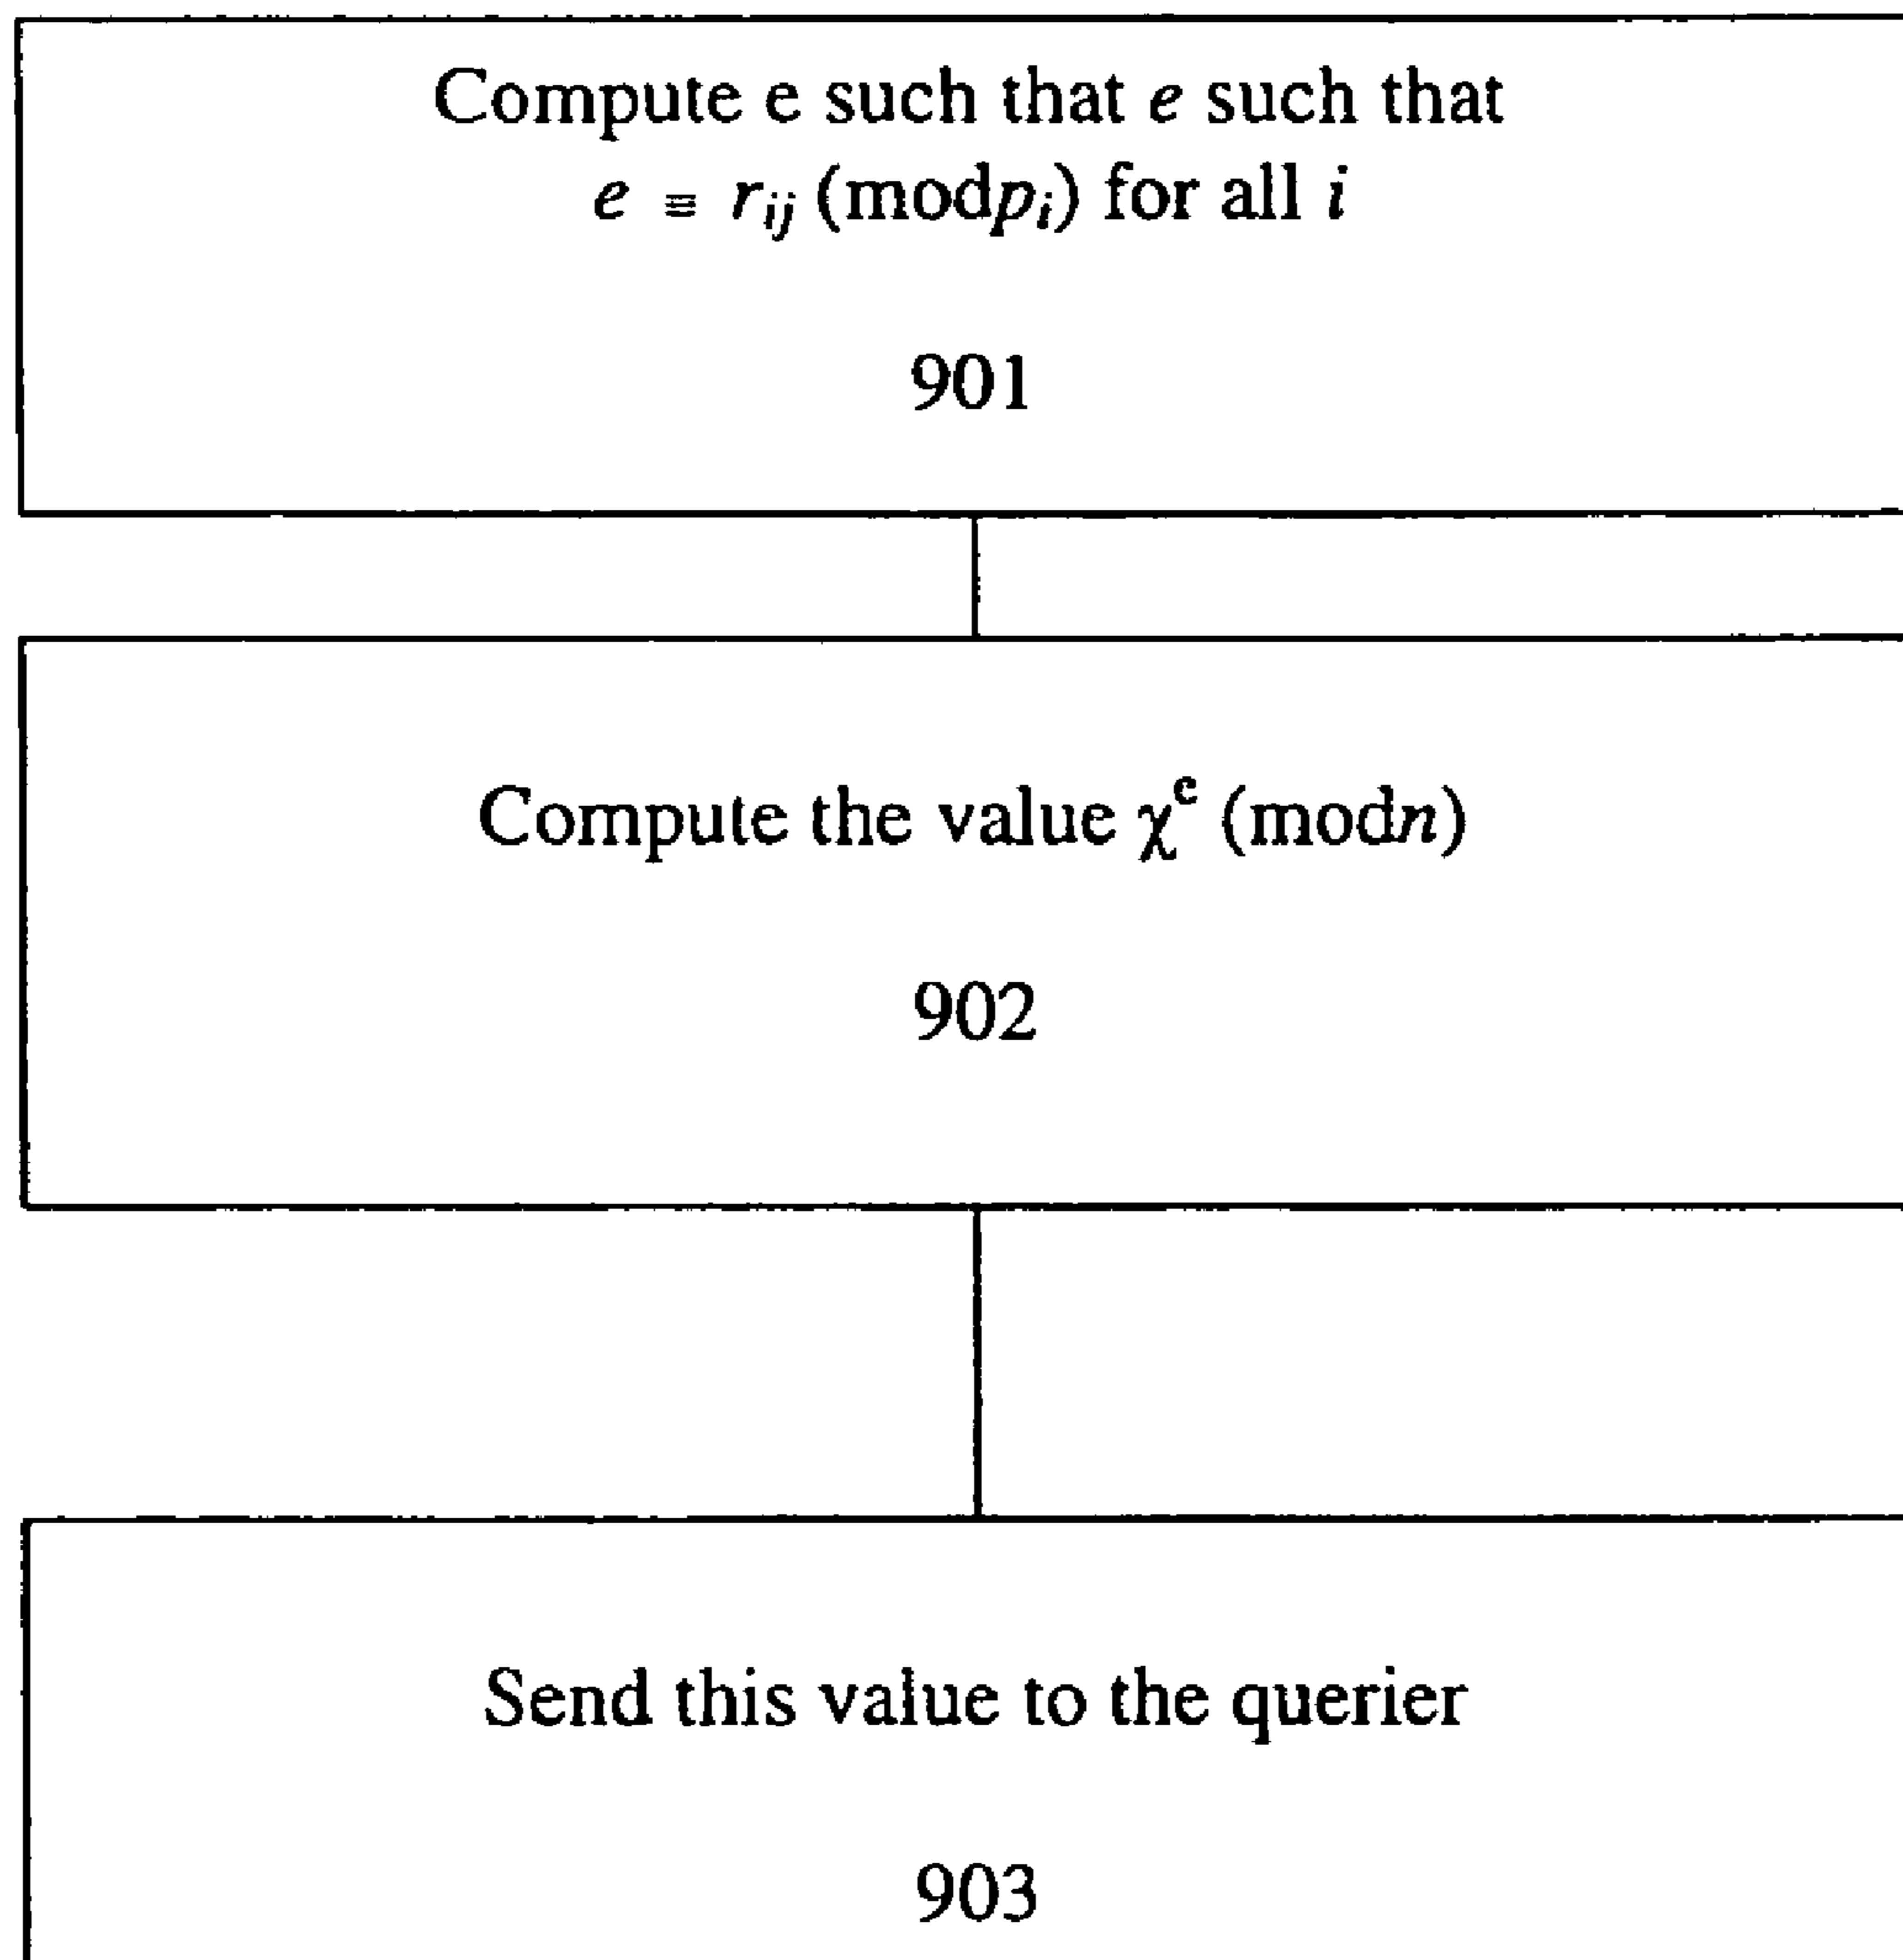 Compute e such that e such that
e ≡ r_ij (modp_i) for all i
901
Compute the value χ^e (modn)
902
Send this value to the querier
903